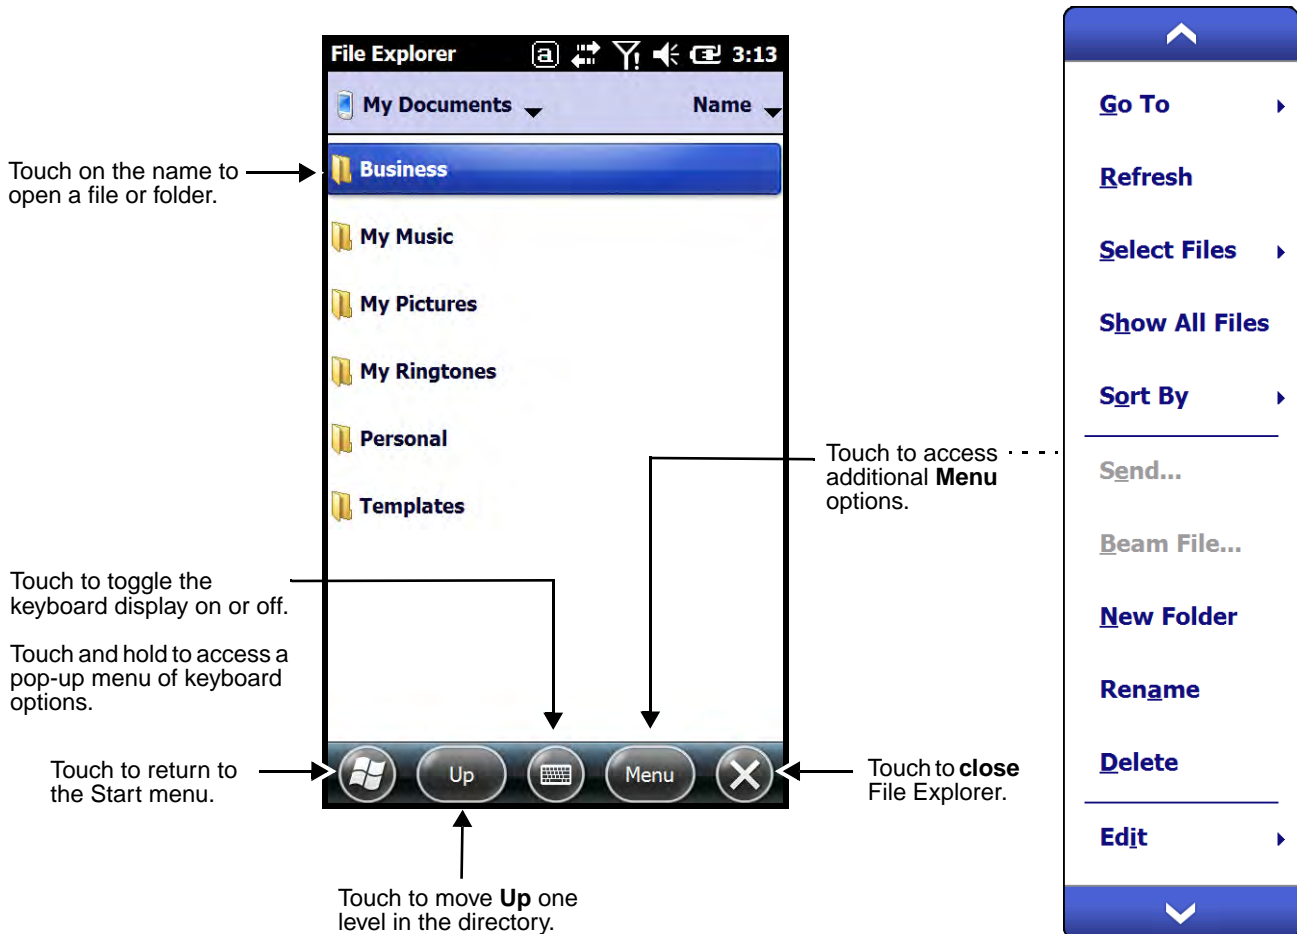 File Explorer
a
3:13
My Documents
Name
Touch on the name to
open a file or folder.
Business
My Music
My Pictures
My Ringtones
Personal
Templates
Touch to toggle the
keyboard display on or off.
Touch and hold to access a
pop-up menu of keyboard
options.
Touch to return to
the Start menu.
Up
Menu
Touch to move Up one
level in the directory.
Touch to access
additional Menu
options.
Touch to close
File Explorer.
Go To
Refresh
Select Files
Show All Files
Sort By
Send...
Beam File...
New Folder
Rename
Delete
Edit